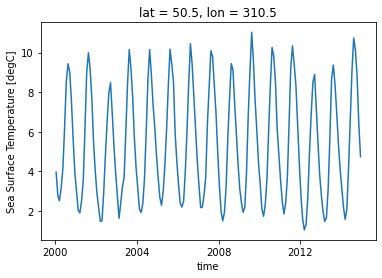 lat = 50.5, lon = 310.5
Sea Surface Temperature [degC]
10
8
6
4
2
2000 2004 2008 2012
time